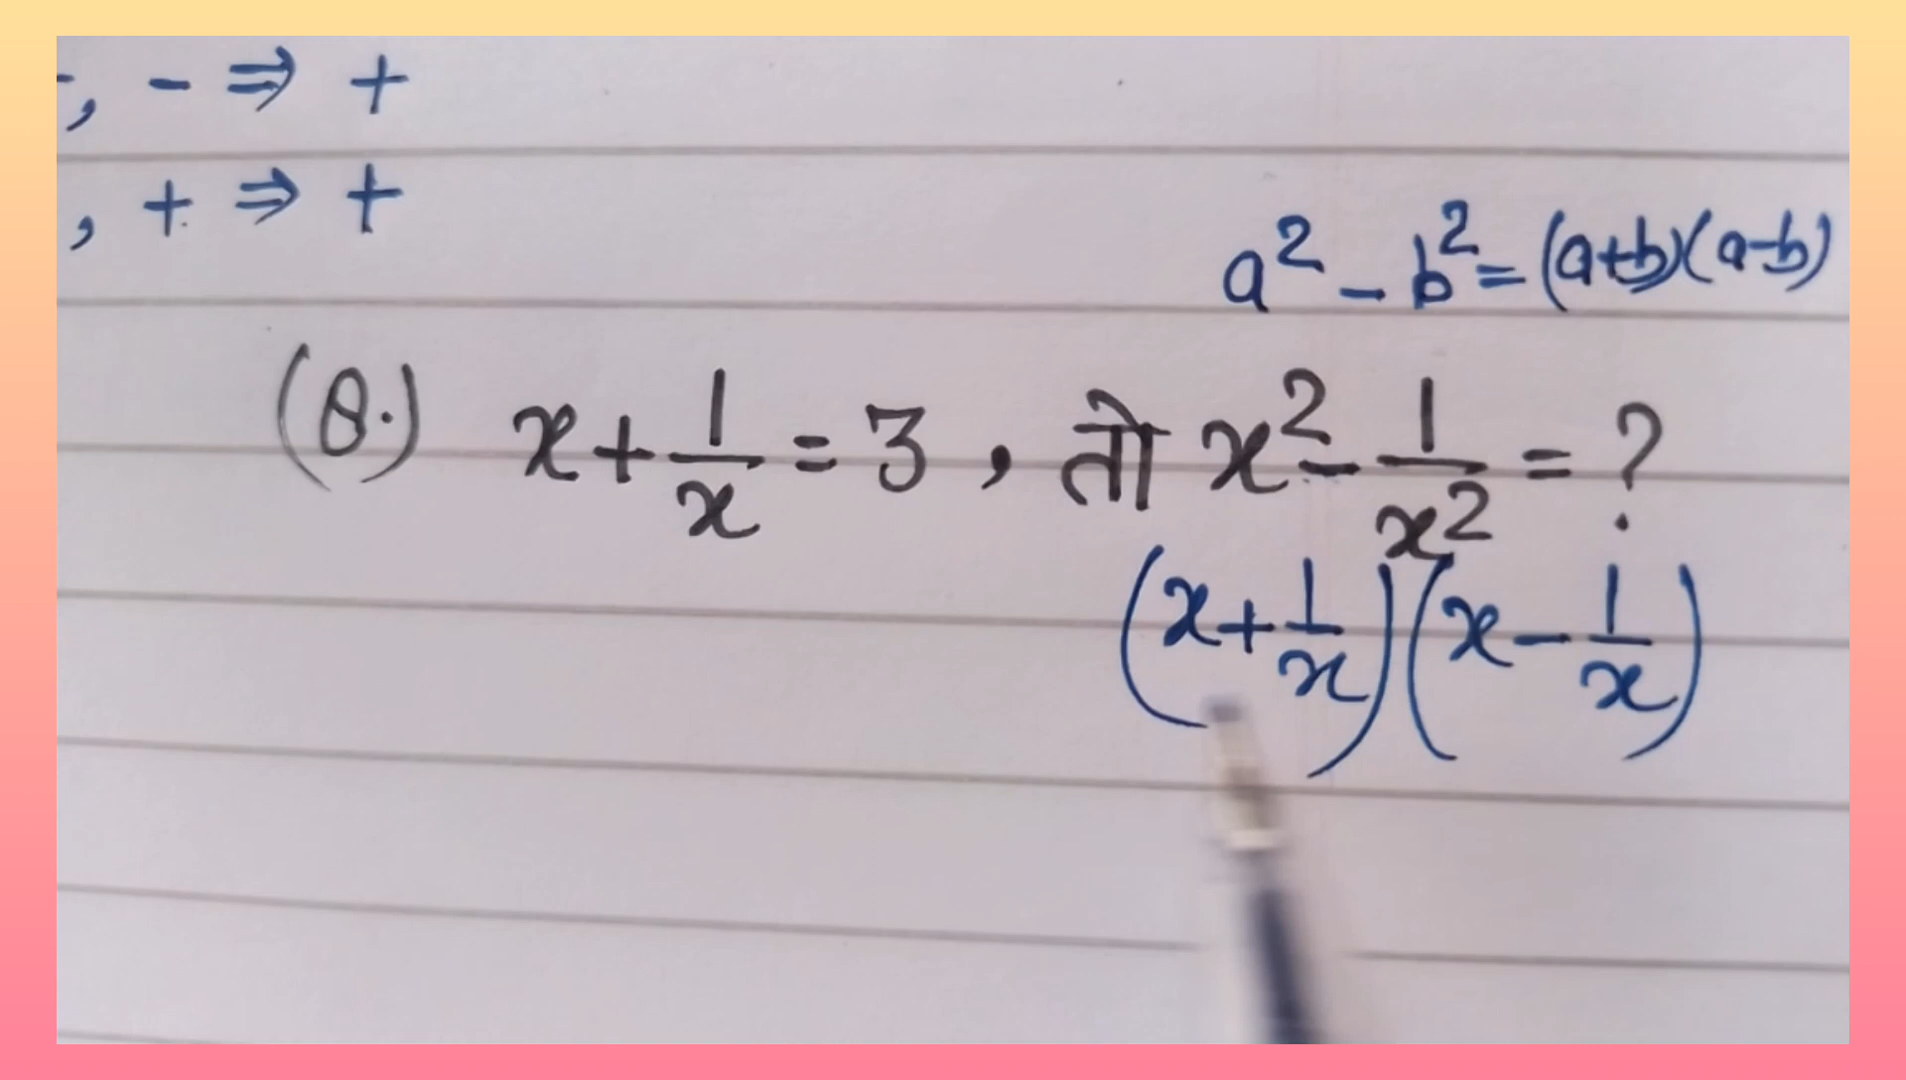 , - ⇒ +
, + ⇒ +
a² - b² = (a+b)(a-b)
(Q.) x + 1/x = 3, तो x² - 1/x² = ?
(x + 1/x)(x - 1/x)